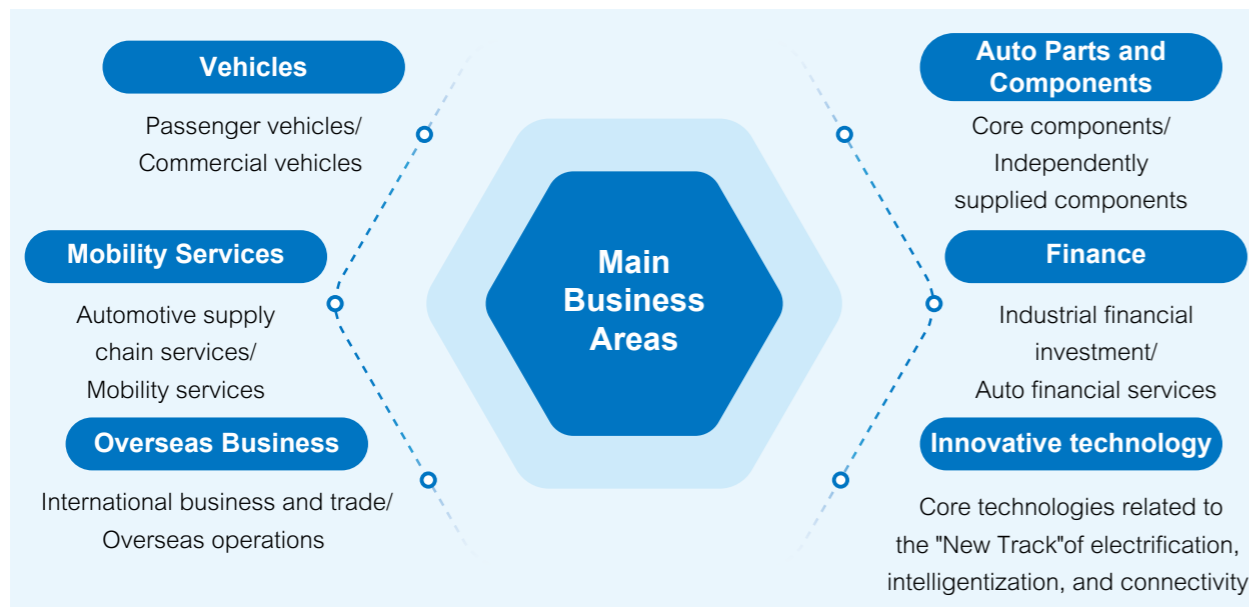 Vehicles
Passenger vehicles/
Commercial vehicles
Mobility Services
Automotive supply
chain services/
Mobility services
Overseas Business
International business and trade/
Overseas operations
Main
Business
Areas
Auto Parts and
Components
Core components/
Independently
supplied components
Finance
Industrial financial
investment/
Auto financial services
Innovative technology
Core technologies related to
the "New Track"of electrification,
intelligentization, and connectivity